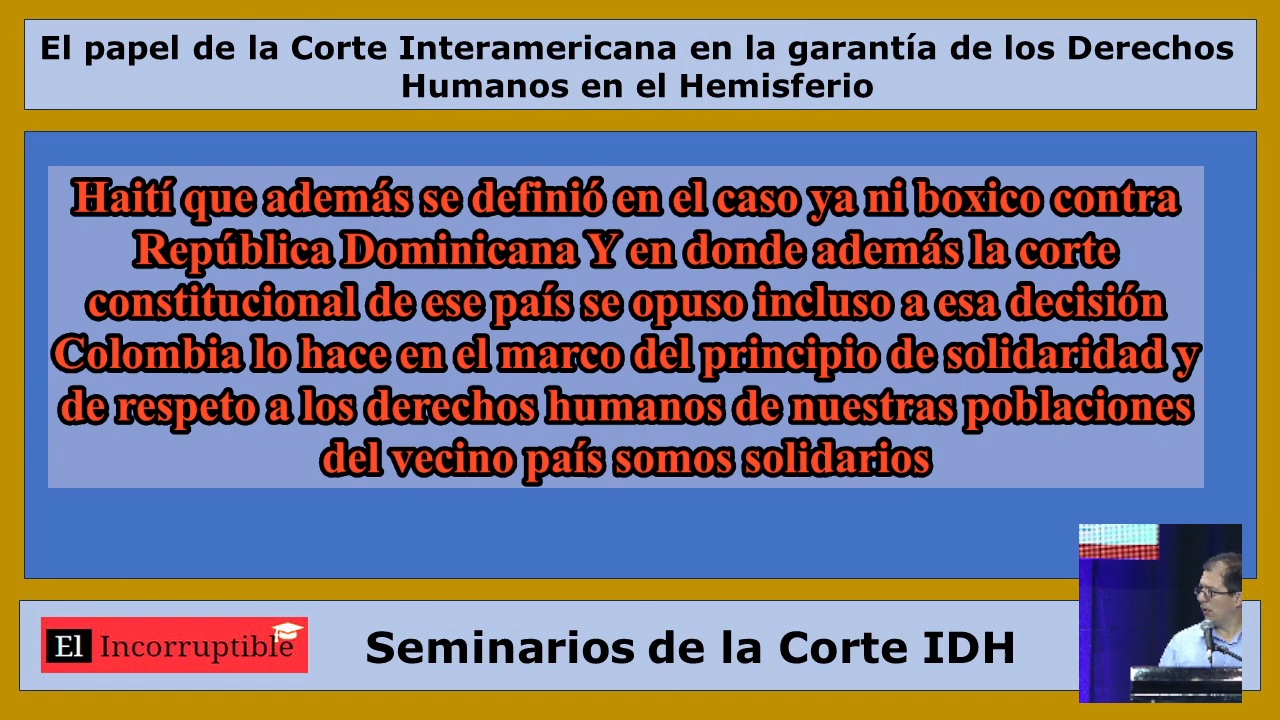 El papel de la Corte Interamericana en la garantía de los Derechos
Humanos en el Hemisferio
Haití que además se definió en el caso ya ni boxico contra
República Dominicana Y en donde además la corte
constitucional de ese país se opuso incluso a esa decisión
Colombia lo hace en el marco del principio de solidaridad y
de respeto a los derechos humanos de nuestras poblaciones
del vecino país somos solidarios
El Incorruptible
Seminarios de la Corte IDH